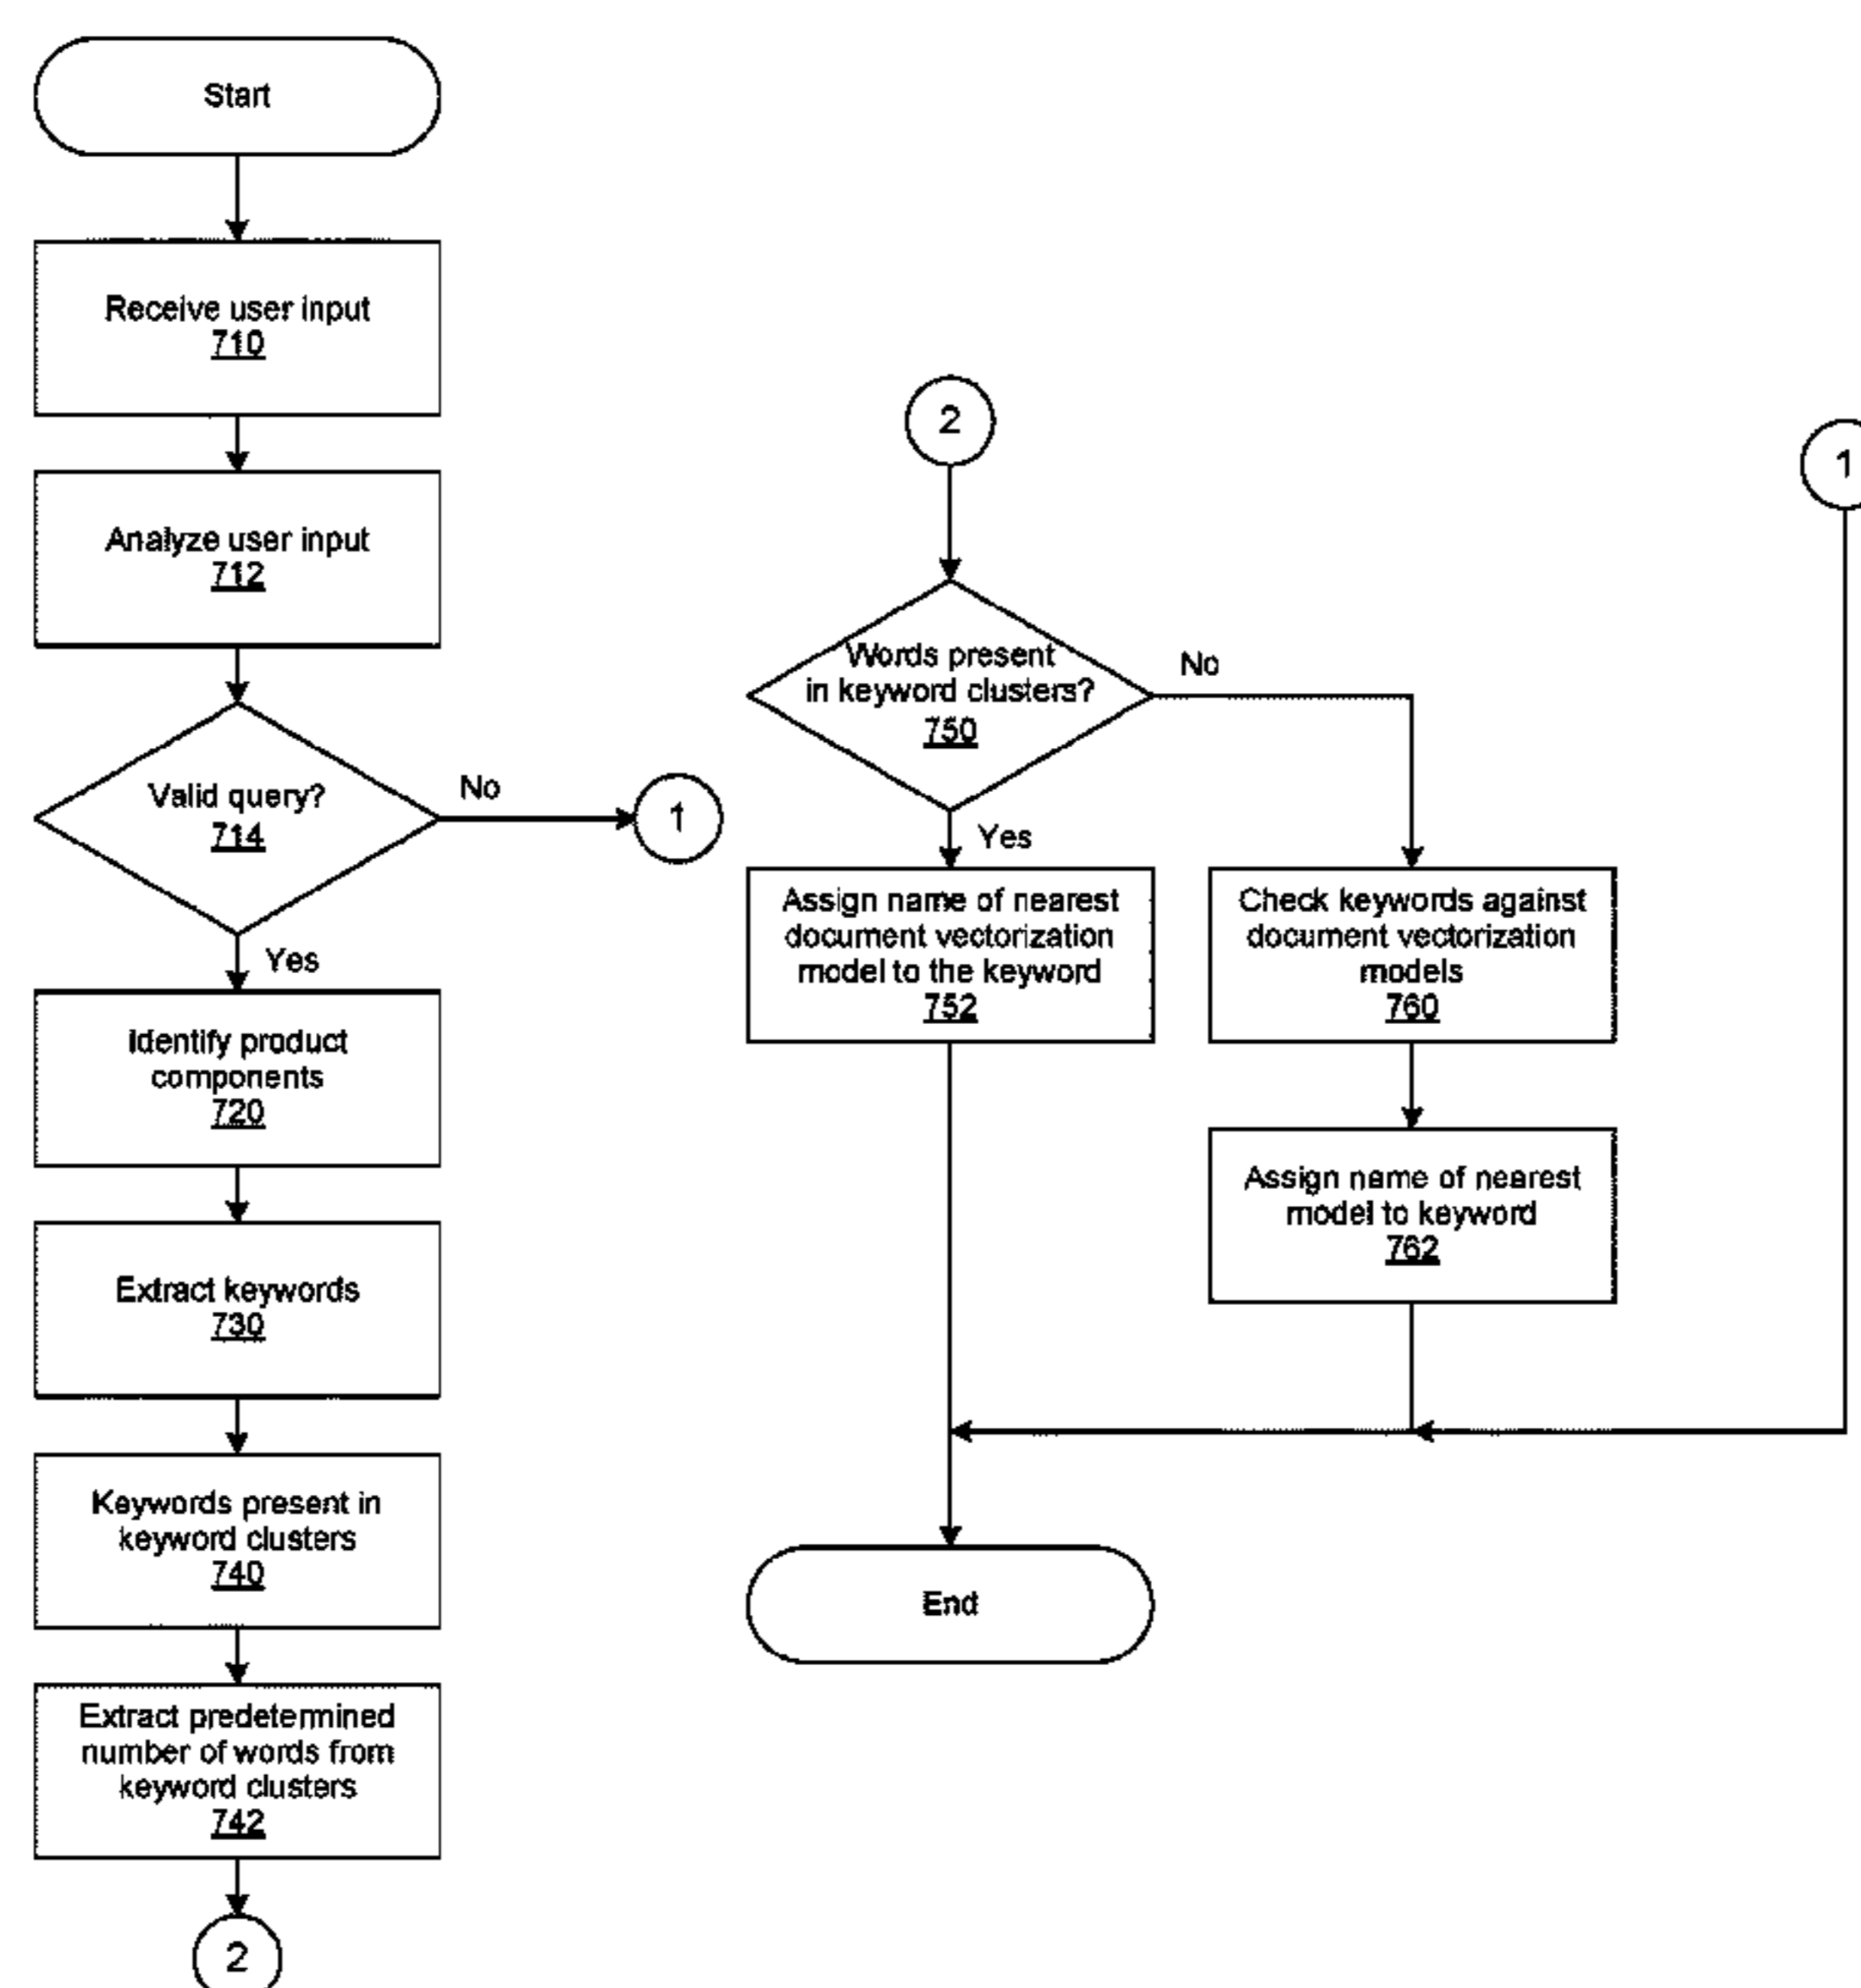 Start
Receive user input
710
Analyze user input
712
Valid query?
714
No
1
Yes
Identify product
components
720
Extract keywords
730
Keywords present in
keyword clusters
740
Extract predetermined
number of words from
keyword clusters
742
2
2
Words present
in keyword clusters?
750
No
Yes
Assign name of nearest
document vectorization
model to the keyword
752
Check keywords against
document vectorization
models
760
Assign name of nearest
model to keyword
762
1
End